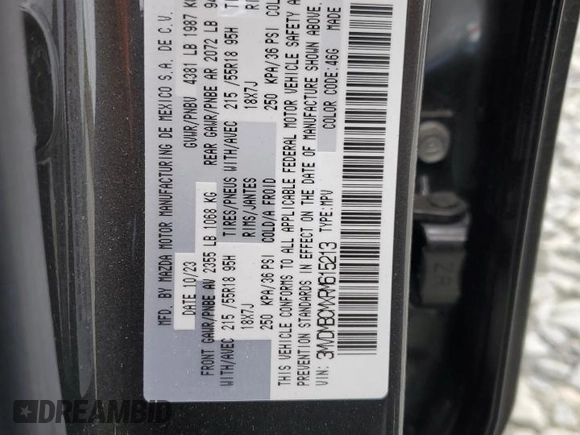 MFD. BY MAZDA MOTOR MANUFACTURING DE MEXICO S.A. DE C.V.
DATE 10/23 GVWR/PNBV 4381 LB 1987 K
FRONT GAWR/PNBE AV 2355 LB 1068 KG REAR GAWR/PNBE AR 2072 LB 94
WITH/AVEC 215/55R18 95H TIRES/PNEUS WITH/AVEC 215/55R18 95H
18X7J RIMS/JANTES 18X7J
250 KPA/36 PSI COLD/A FROID 250 KPA/36 PSI COL
THIS VEHICLE CONFORMS TO ALL APPLICABLE FEDERAL MOTOR VEHICLE SAFETY A
PREVENTION STANDARDS IN EFFECT ON THE DATE OF MANUFACTURE SHOWN ABOVE.
VIN: TYPE: MPV COLOR CODE: 46G
2A
DREAMBID